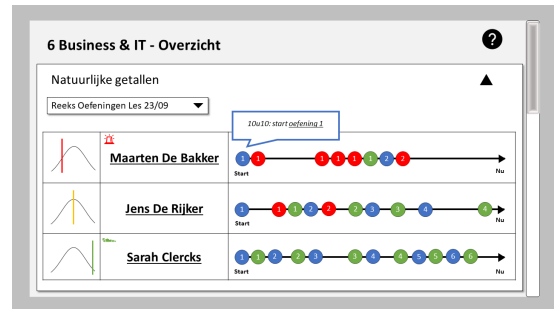 6 Business & IT - Overzicht
?
Natuurlijke getallen
Reeks Oefeningen Les 23/09
10u10: start oefening 1
Maarten De Bakker
1 1 1 1 1 1 2 2
Start
Nu
Jens De Rijker
1 1 1 2 2 2 3 3 4 4
Start
Nu
Sarah Clercks
1 1 2 2 3 3 4 4 5 5 6 6
Start
Nu